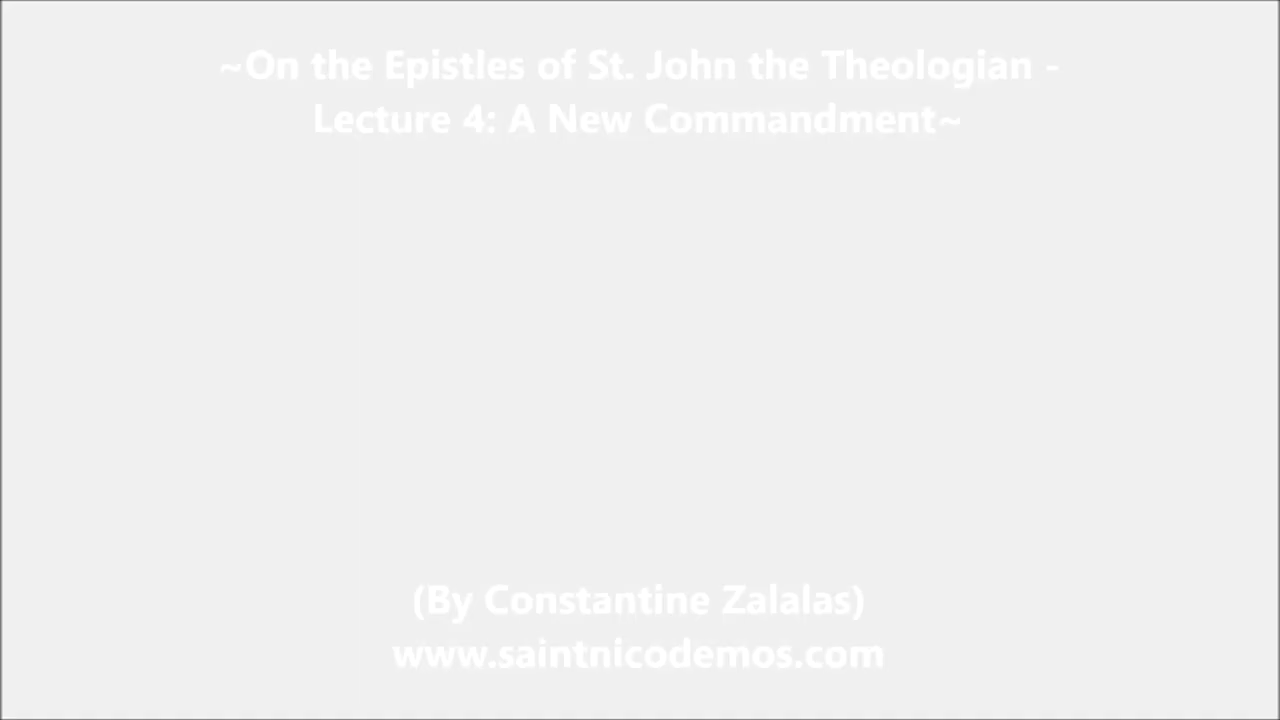 ~On the Epistles of St. John the Theologian -
Lecture 4: A New Commandment~
(By Constantine Zalalas)
www.saintnicodemos.com